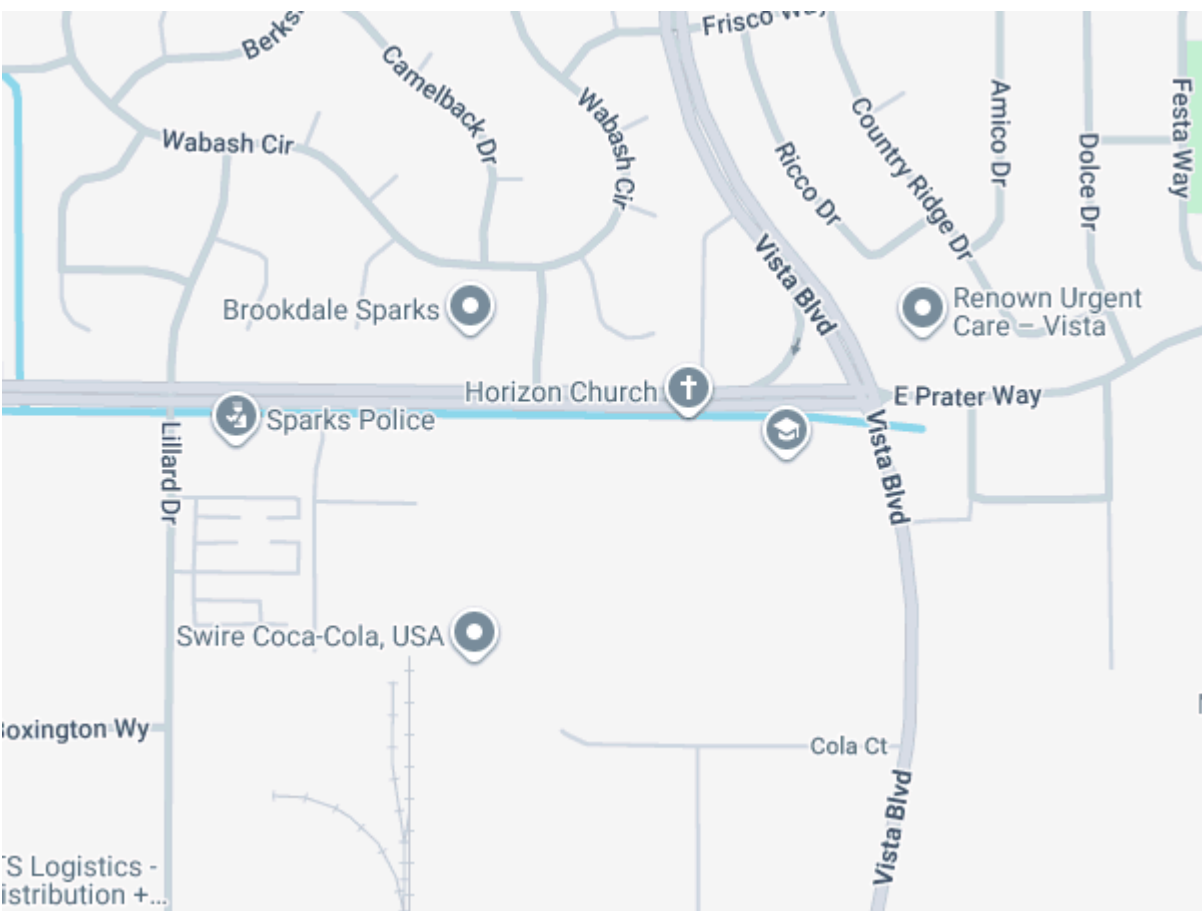 Frisco Way
Berks
Camelback Dr
Wabash Cir
Wabash Cir
Ricco Dr
Country Ridge Dr
Amico Dr
Dolce Dr
Festa Way
Vista Blvd
Brookdale Sparks
Renown Urgent
Care – Vista
Horizon Church
E Prater Way
Sparks Police
Lillard Dr
Vista Blvd
Swire Coca-Cola, USA
oxington Wy
Cola Ct
Vista Blvd
TS Logistics -
istribution +...